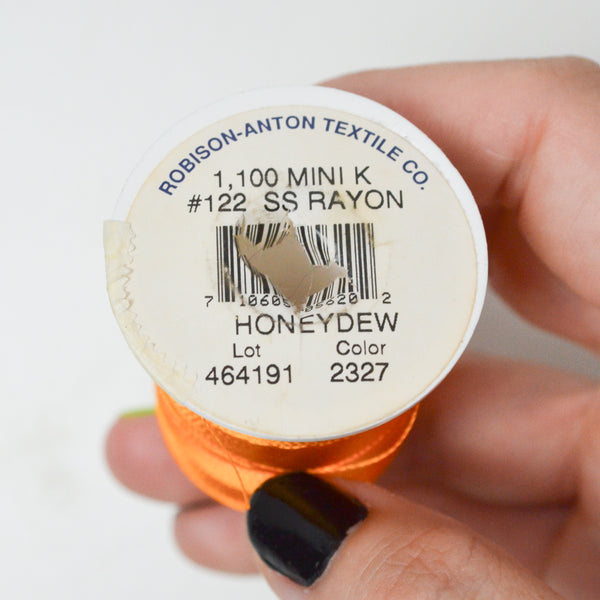 ROBISON-ANTON TEXTILE CO.
1,100 MINI K
#122 SS RAYON
HONEYDEW
Lot Color
464191 2327